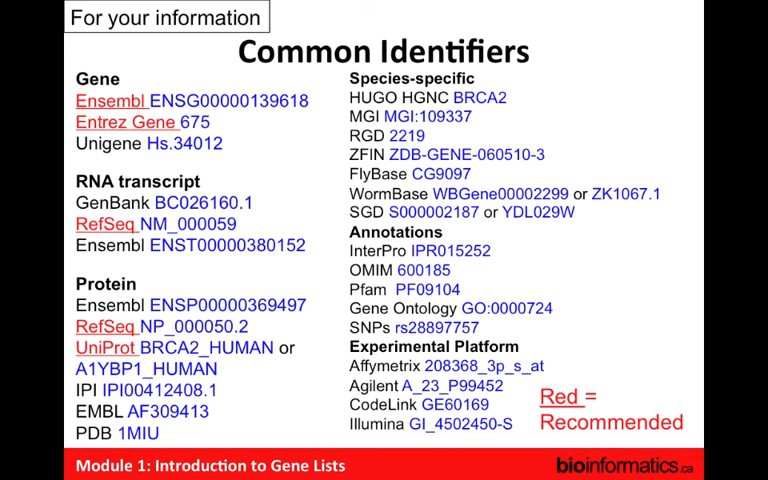 For your information
Common Identifiers
Gene
Ensembl ENSG00000139618
Entrez Gene 675
Unigene Hs.34012
RNA transcript
GenBank BC026160.1
RefSeq NM_000059
Ensembl ENST00000380152
Protein
Ensembl ENSP00000369497
RefSeq NP_000050.2
UniProt BRCA2_HUMAN or
A1YBP1_HUMAN
IPI IPI00412408.1
EMBL AF309413
PDB 1MIU
Species-specific
HUGO HGNC BRCA2
MGI MGI:109337
RGD 2219
ZFIN ZDB-GENE-060510-3
FlyBase CG9097
WormBase WBGene00002299 or ZK1067.1
SGD S000002187 or YDL029W
Annotations
InterPro IPR015252
OMIM 600185
Pfam PF09104
Gene Ontology GO:0000724
SNPs rs28897757
Experimental Platform
Affymetrix 208368_3p_s_at
Agilent A_23_P99452
CodeLink GE60169
Illumina GI_4502450-S
Red =
Recommended
Module 1: Introduction to Gene Lists
bioinformatics.ca